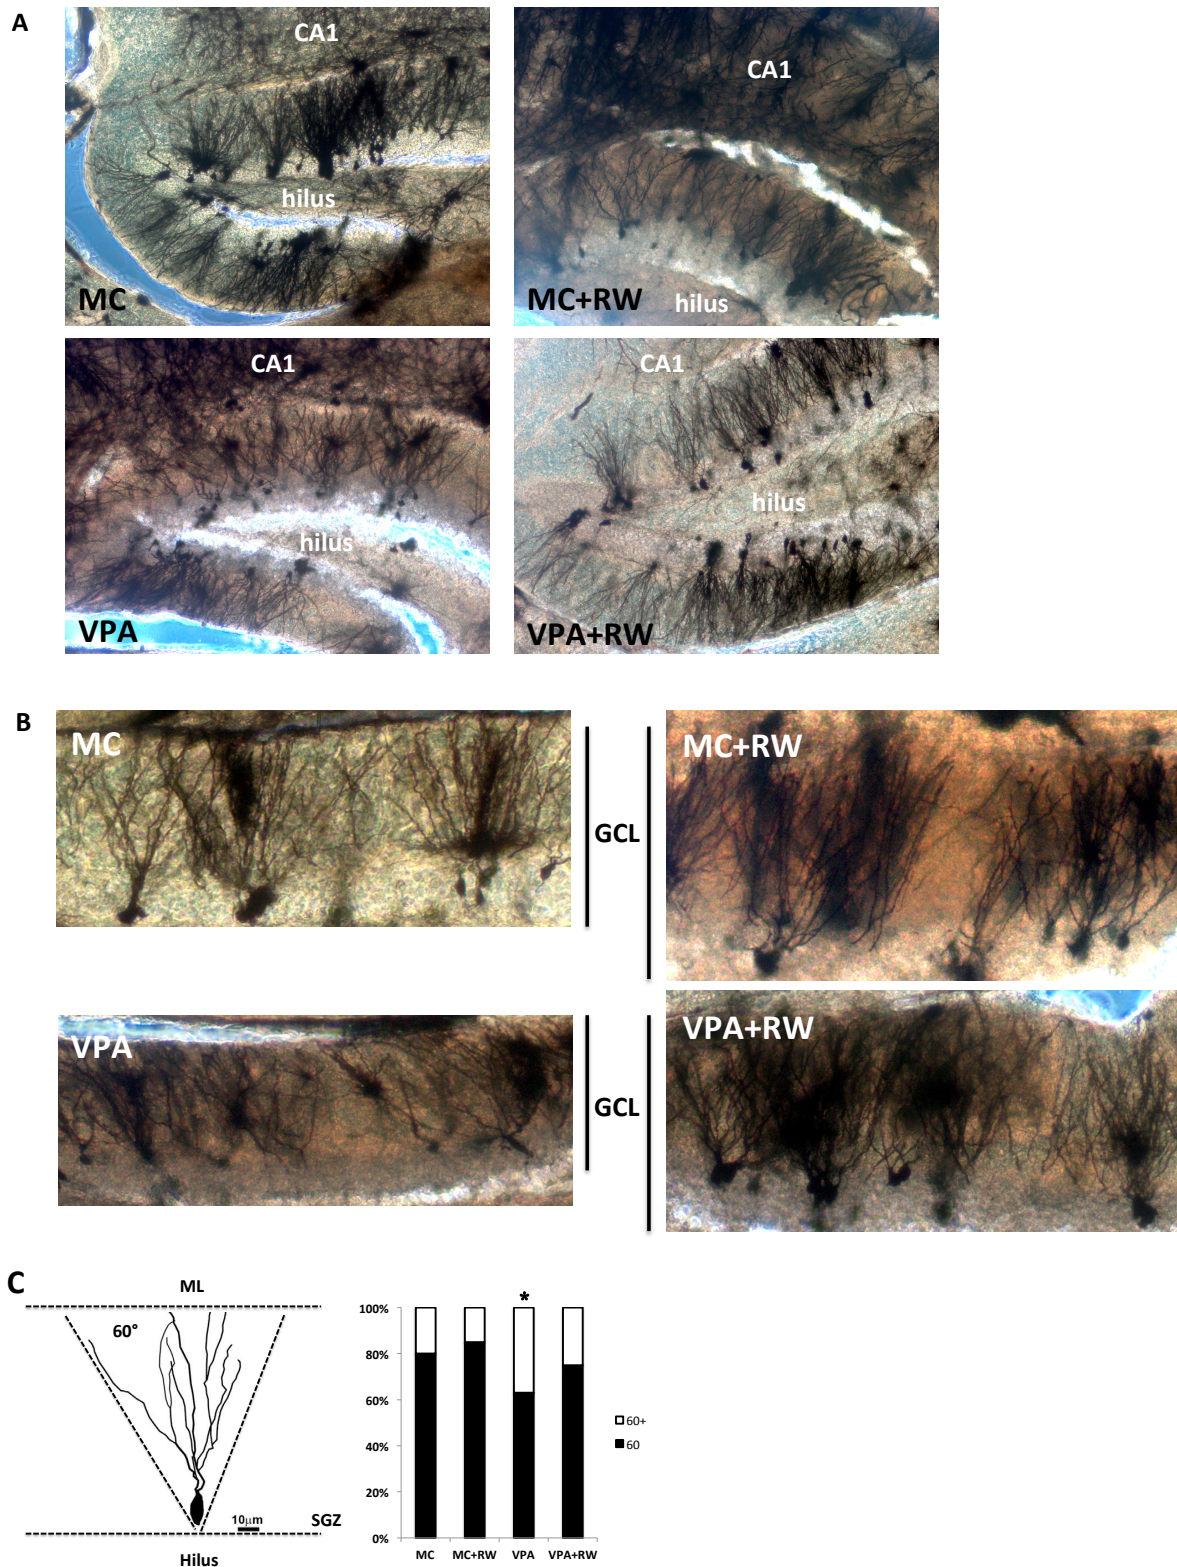 A
CA1
hilus
MC
CA1
MC+RW
hilus
CA1
hilus
VPA
CA1
hilus
VPA+RW
B
MC
GCL
MC+RW
VPA
GCL
VPA+RW
C
ML
60°
10µm
SGZ
Hilus
*
100%
80%
60%
40%
20%
0%
MC MC+RW VPA VPA+RW
60+
60